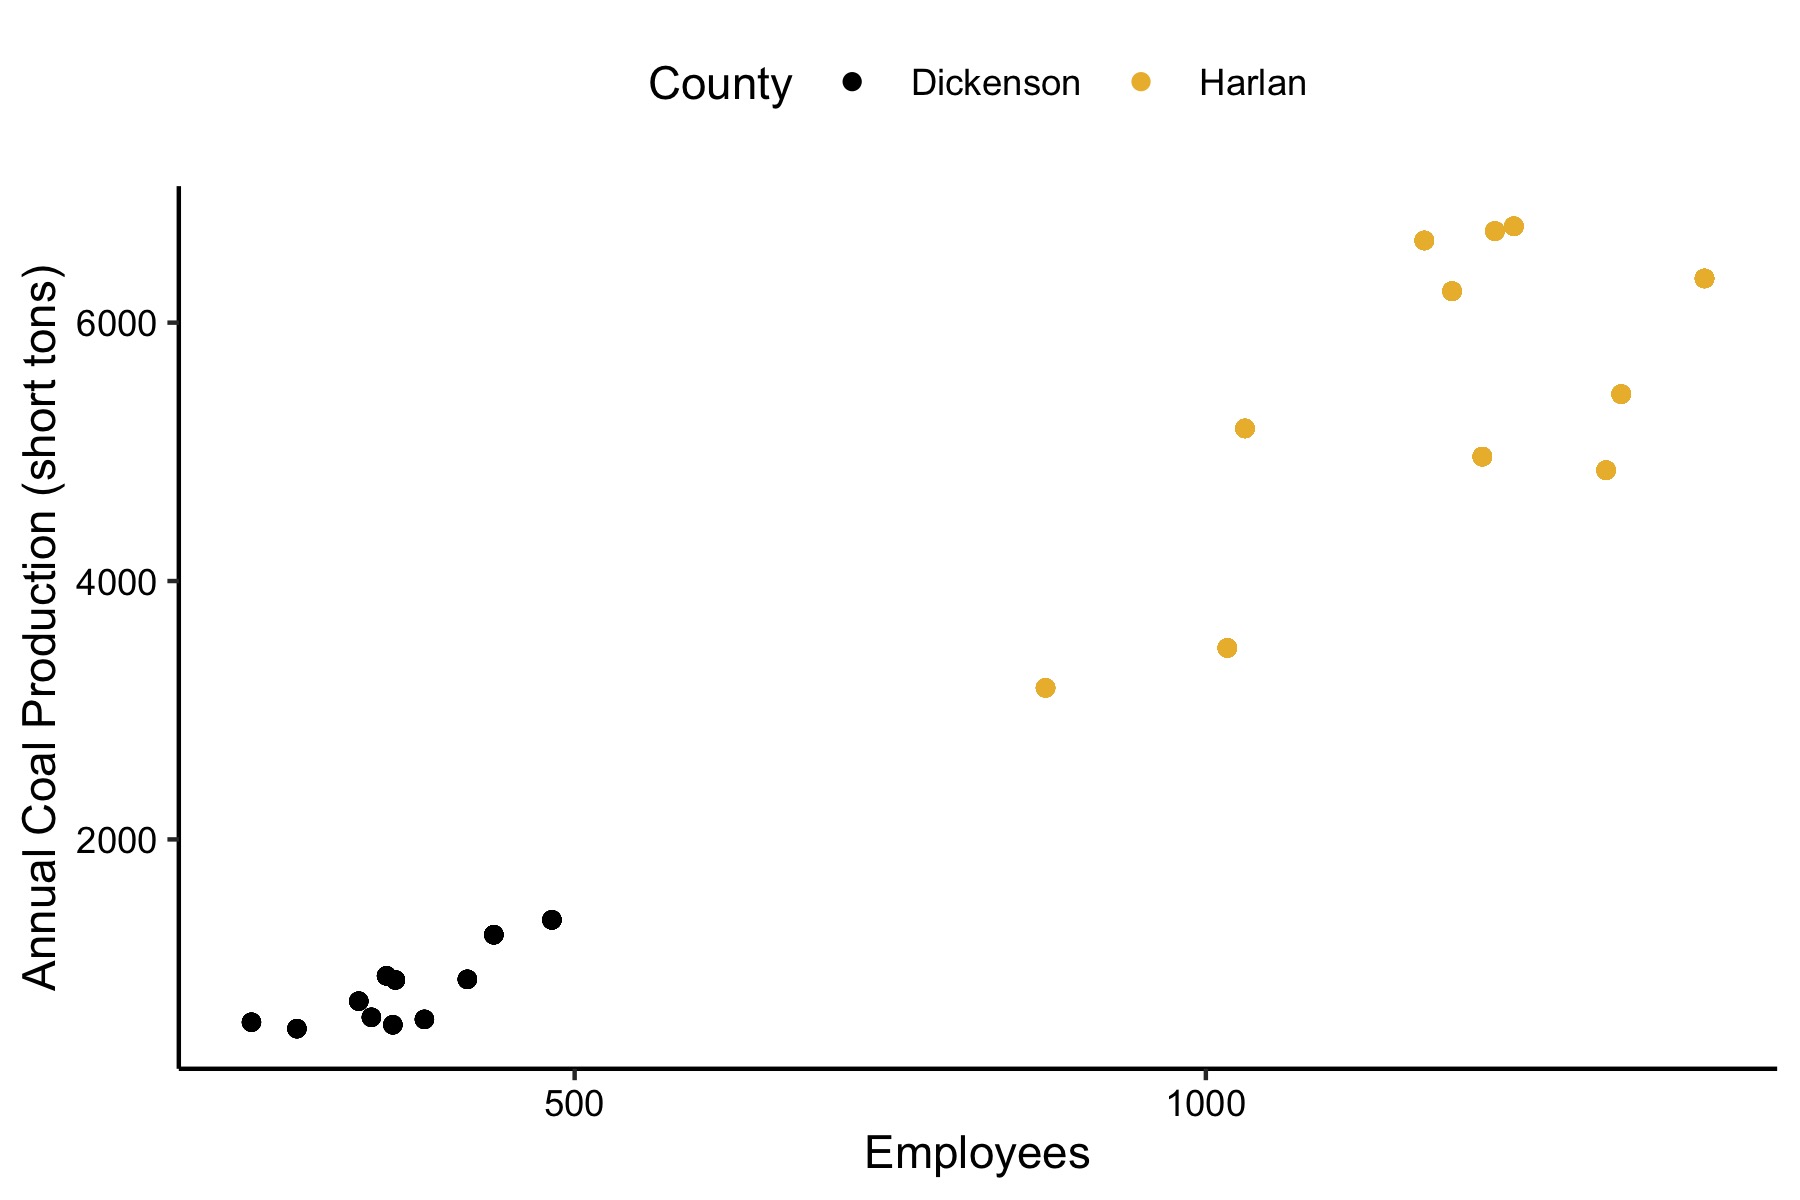 County Dickenson Harlan
Annual Coal Production (short tons)
6000
4000
2000
500 1000
Employees